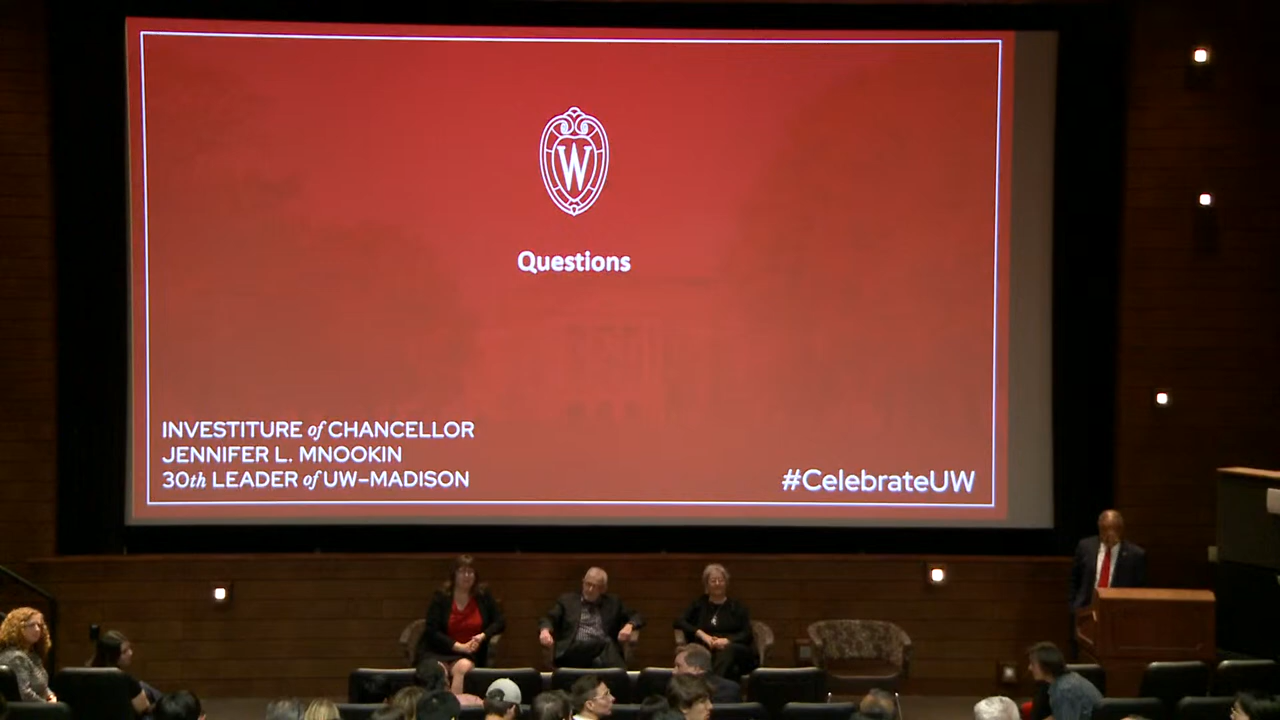 W
Questions
INVESTITURE of CHANCELLOR
JENNIFER L. MNOOKIN
30th LEADER of UW–MADISON
#CelebrateUW